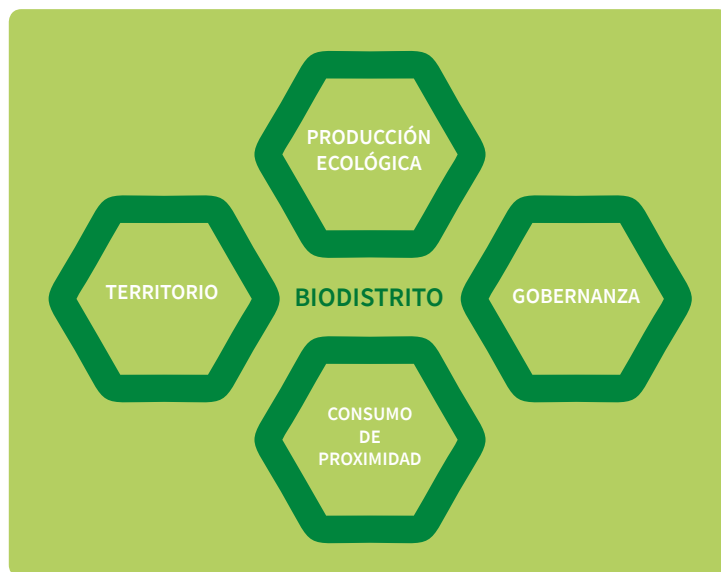 PRODUCCIÓN
ECOLÓGICA
TERRITORIO
BIODISTRITO
GOBERNANZA
CONSUMO
DE
PROXIMIDAD